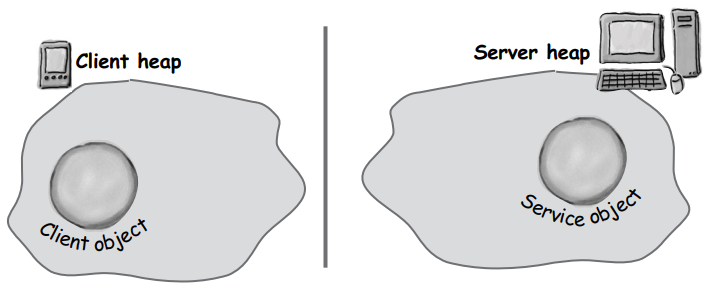 Client heap
Server heap
Client object
Service object